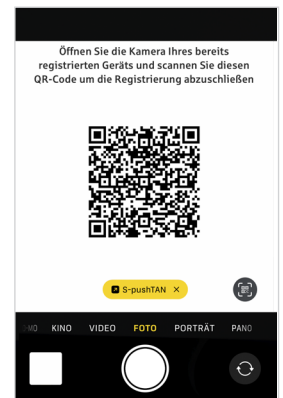 Öffnen Sie die Kamera Ihres bereits
registrierten Geräts und scannen Sie diesen
QR-Code um die Registrierung abzuschließen
S-pushTAN ×
KINO VIDEO FOTO PORTRÄT PANO